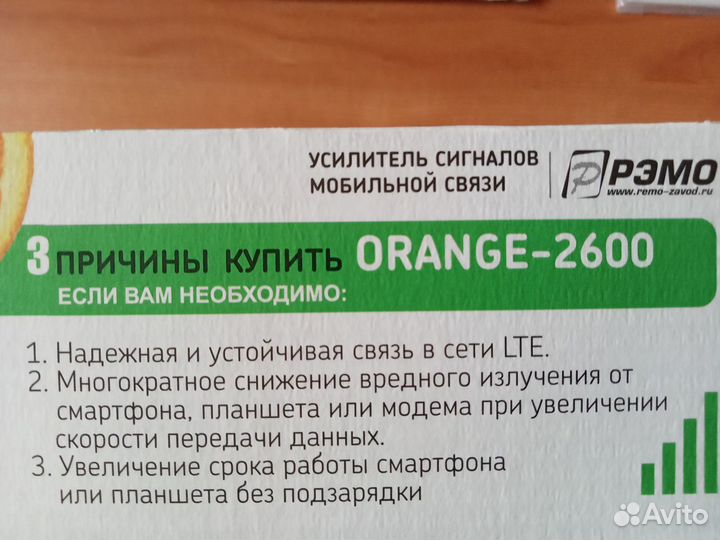 УСИЛИТЕЛЬ СИГНАЛОВ
МОБИЛЬНОЙ СВЯЗИ
РЭМО
www.remo-zavod.ru
3 ПРИЧИНЫ КУПИТЬ ORANGE-2600
ЕСЛИ ВАМ НЕОБХОДИМО:
1. Надежная и устойчивая связь в сети LTE.
2. Многократное снижение вредного излучения от
смартфона, планшета или модема при увеличении
скорости передачи данных.
3. Увеличение срока работы смартфона
или планшета без подзарядки
Avito